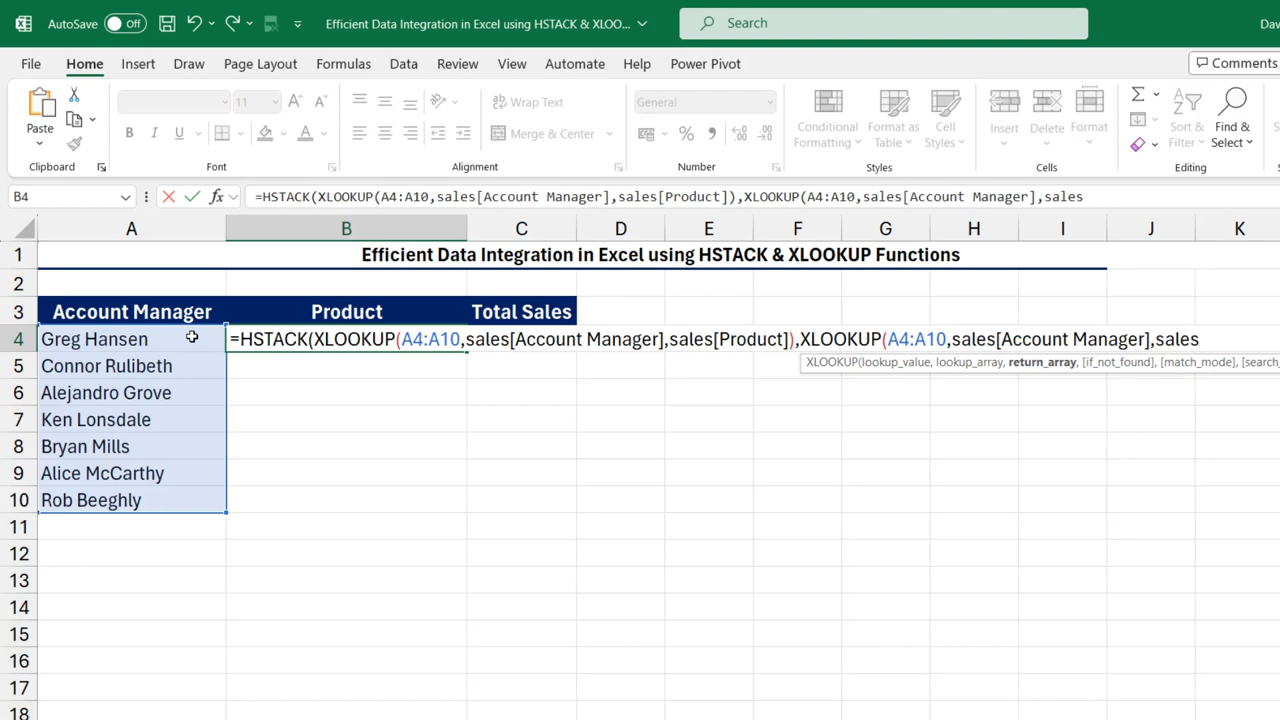 AutoSave Off Efficient Data Integration in Excel using HSTACK & XLOO... Search Dav
File Home Insert Draw Page Layout Formulas Data Review View Automate Help Power Pivot Comments
11 Wrap Text General
Paste Merge & Center Conditional Formatting Format as Table Cell Styles Insert Delete Format Sort & Filter Find & Select
Clipboard Font Alignment Number Styles Cells Editing
B4 fx =HSTACK(XLOOKUP(A4:A10,sales[Account Manager],sales[Product]),XLOOKUP(A4:A10,sales[Account Manager],sales
A B C D E F G H I J K
1 Efficient Data Integration in Excel using HSTACK & XLOOKUP Functions
2
3 Account Manager Product Total Sales
4 Greg Hansen =HSTACK(XLOOKUP(A4:A10,sales[Account Manager],sales[Product]),XLOOKUP(A4:A10,sales[Account Manager],sales
XLOOKUP(lookup_value, lookup_array, return_array, [if_not_found], [match_mode], [search_
5 Connor Rulibeth
6 Alejandro Grove
7 Ken Lonsdale
8 Bryan Mills
9 Alice McCarthy
10 Rob Beeghly
11
12
13
14
15
16
17
18